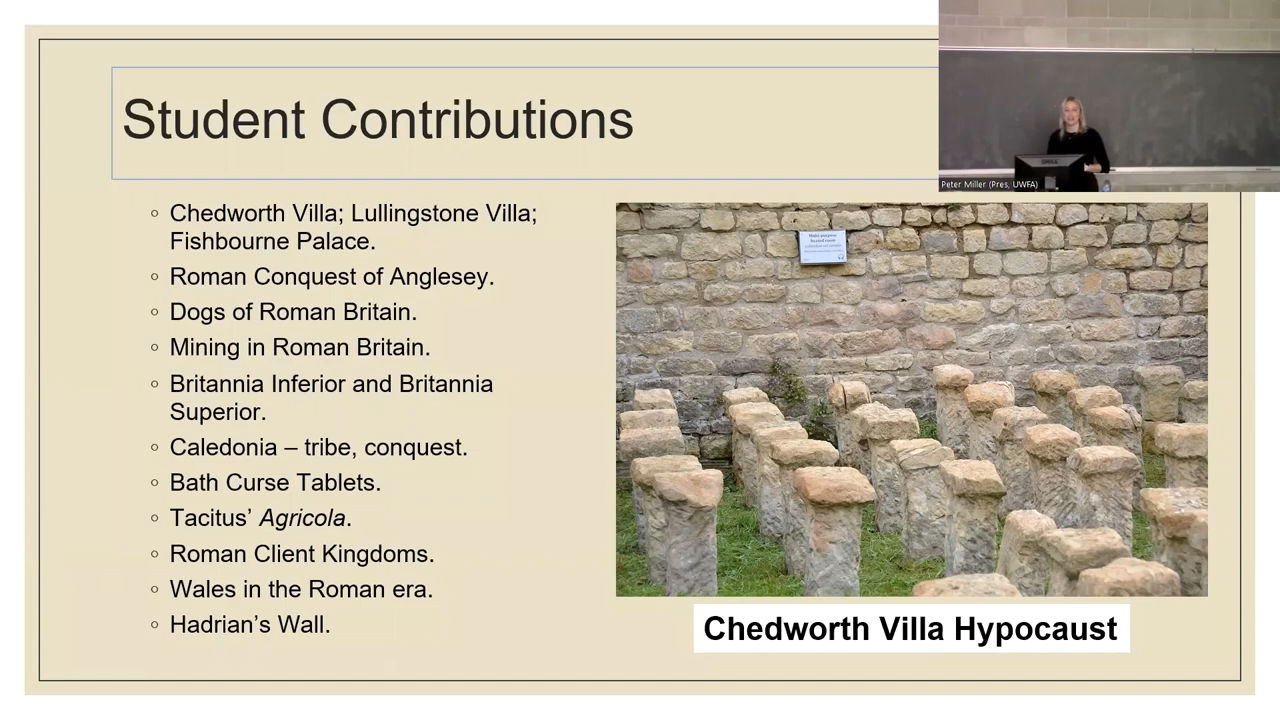 Student Contributions
Peter Miller (Pres, UWFA)
◦ Chedworth Villa; Lullingstone Villa;
Fishbourne Palace.
◦ Roman Conquest of Anglesey.
◦ Dogs of Roman Britain.
◦ Mining in Roman Britain.
◦ Britannia Inferior and Britannia
Superior.
◦ Caledonia – tribe, conquest.
◦ Bath Curse Tablets.
◦ Tacitus’ Agricola.
◦ Roman Client Kingdoms.
◦ Wales in the Roman era.
◦ Hadrian’s Wall.
Chedworth Villa Hypocaust